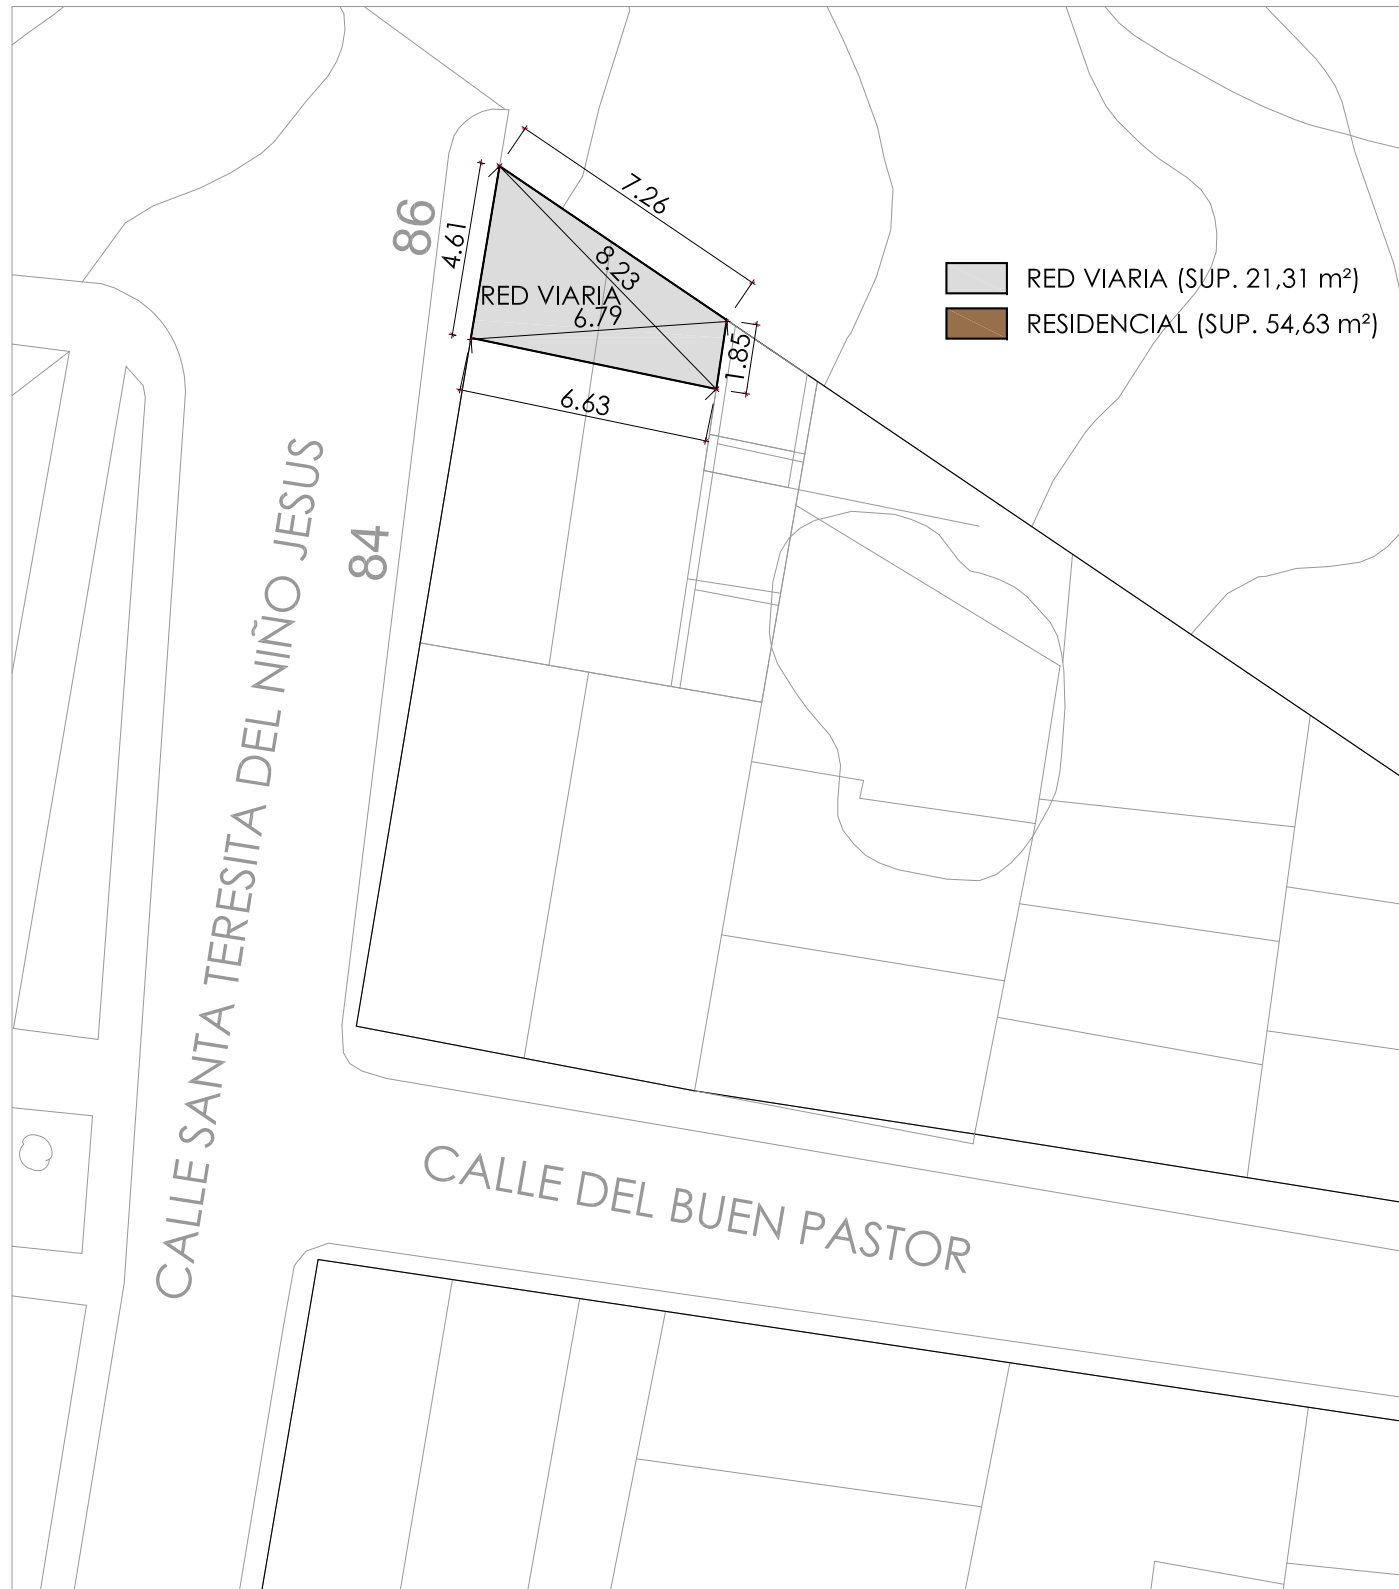 7.26
86
4.61
8.23
RED VIARIA
6.79
1.85
6.63
RED VIARIA (SUP. 21,31 m²)
RESIDENCIAL (SUP. 54,63 m²)
84
CALLE SANTA TERESITA DEL NIÑO JESUS
CALLE DEL BUEN PASTOR